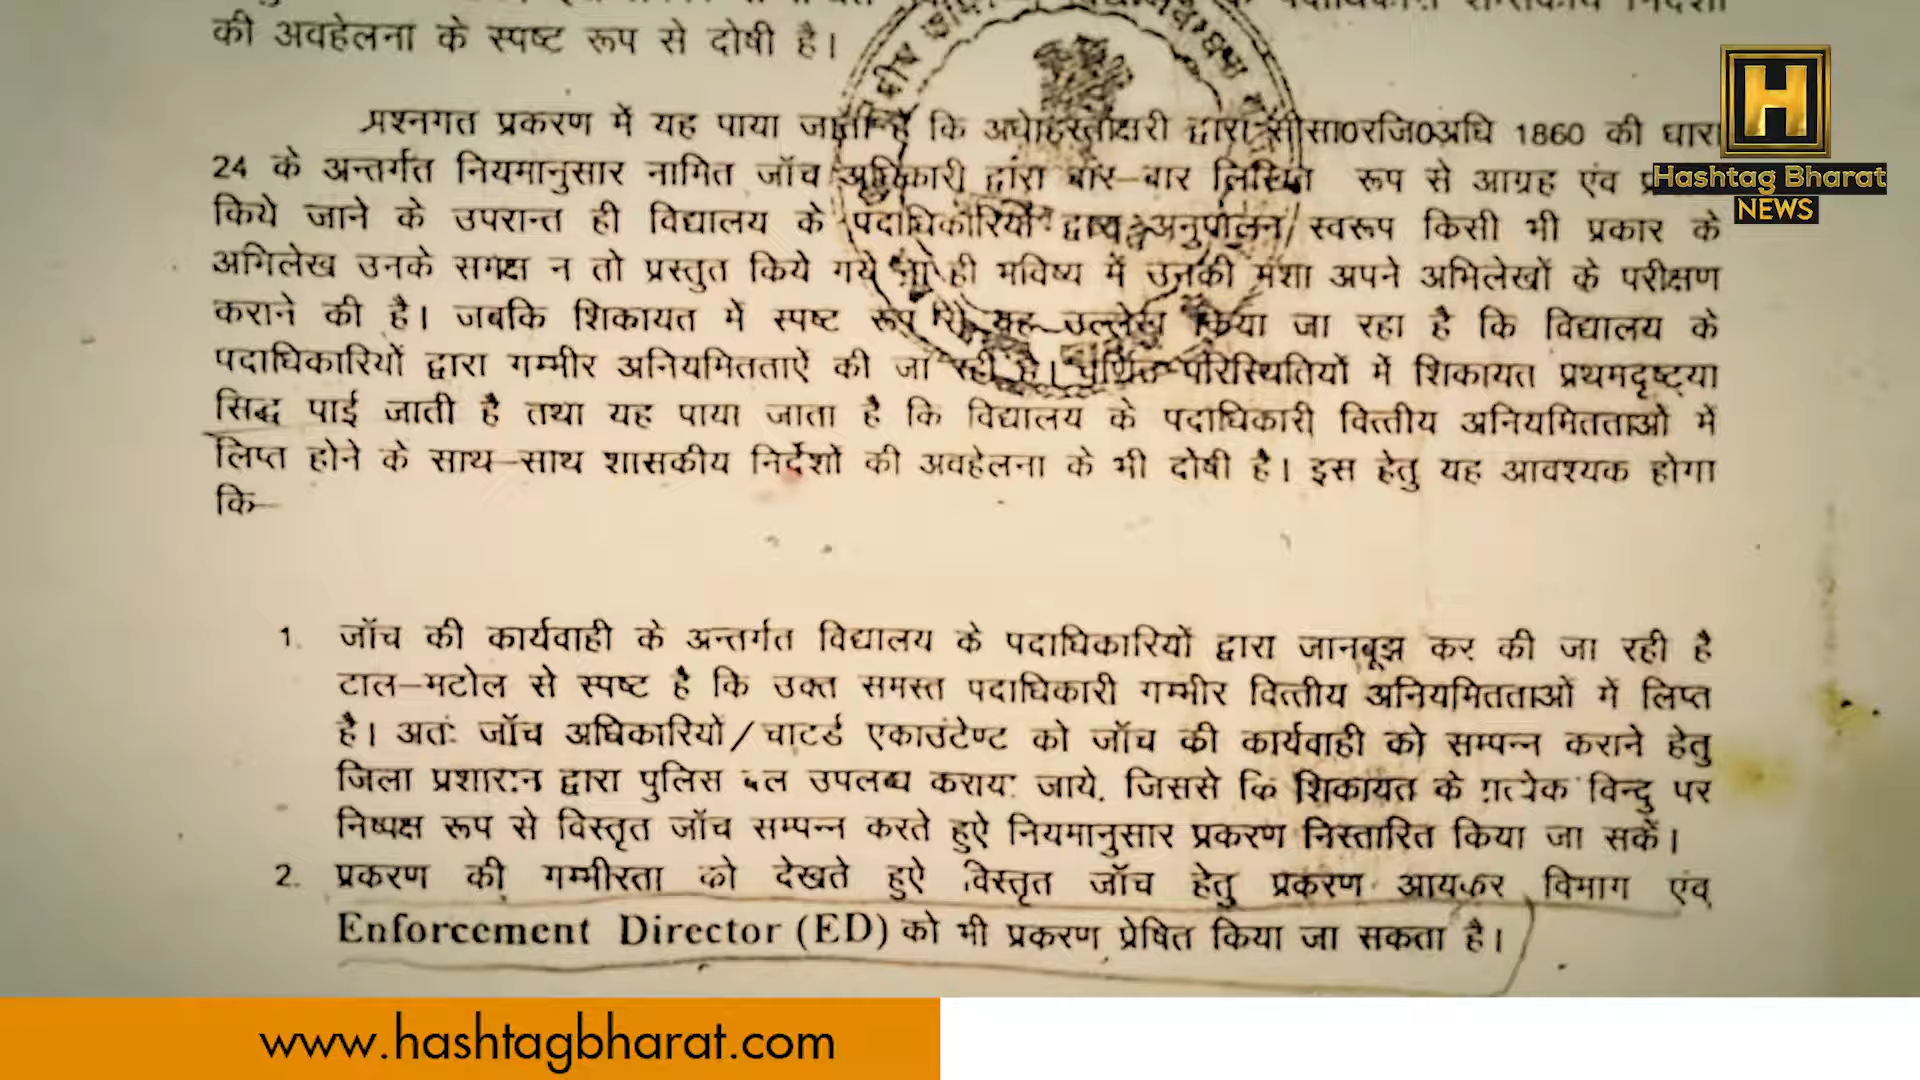 की अवहेलना के स्पष्ट रूप से दोषी है।
प्रश्नगत प्रकरण में यह पाया जाता है कि अधोहस्ताक्षरी द्वारा सोसा0रजि0अधि 1860 की धारा
24 के अन्तर्गत नियमानुसार नामित जॉच अधिकारी द्वारा बार–बार लिखित रूप से आग्रह एंव
किये जाने के उपरान्त ही विद्यालय के पदाधिकारियों द्वारा अनुपालन स्वरूप किसी भी प्रकार के
अभिलेख उनके समक्ष न तो प्रस्तुत किये गये ना ही भविष्य में उनकी मंशा अपने अभिलेखों के परीक्षण
कराने की है। जबकि शिकायत में स्पष्ट रूप से यह उल्लेख किया जा रहा है कि विद्यालय के
पदाधिकारियों द्वारा गम्भीर अनियमितताऐं की जा रही है। परिस्थितियों में शिकायत प्रथमदृष्ट्या
सिद्ध पाई जाती है तथा यह पाया जाता है कि विद्यालय के पदाधिकारी वित्तीय अनियमितताओं में
लिप्त होने के साथ–साथ शासकीय निर्देशों की अवहेलना के भी दोषी है। इस हेतु यह आवश्यक होगा
कि–
1. जॉच की कार्यवाही के अन्तर्गत विद्यालय के पदाधिकारियों द्वारा जानबूझ कर की जा रही है
टाल–मटोल से स्पष्ट है कि उक्त समस्त पदाधिकारी गम्भीर वित्तीय अनियमितताओं में लिप्त
है। अतः जॉच अधिकारियों/चाटर्ड एकाउंटेण्ट को जॉच की कार्यवाही को सम्पन्न कराने हेतु
जिला प्रशासन द्वारा पुलिस बल उपलब्ध कराया जाये, जिससे कि शिकायत के प्रत्येक विन्दु पर
निष्पक्ष रूप से विस्तृत जॉच सम्पन्न करते हुऐ नियमानुसार प्रकरण निस्तारित किया जा सकें।
2. प्रकरण की गम्भीरता को देखते हुऐ विस्तृत जॉच हेतु प्रकरण आयकर विभाग एंव
Enforcement Director (ED) को भी प्रकरण प्रेषित किया जा सकता है।
H
Hashtag Bharat
NEWS
www.hashtagbharat.com